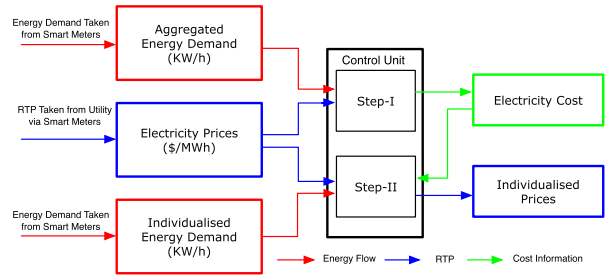 Energy Demand Taken
from Smart Meters
Aggregated
Energy Demand
(KW/h)
Control Unit
Step-I
Electricity Cost
RTP Taken from Utility
via Smart Meters
Electricity Prices
($/MWh)
Step-II
Individualised
Prices
Energy Demand Taken
from Smart Meters
Individualised
Energy Demand
(KW/h)
Energy Flow
RTP
Cost Information